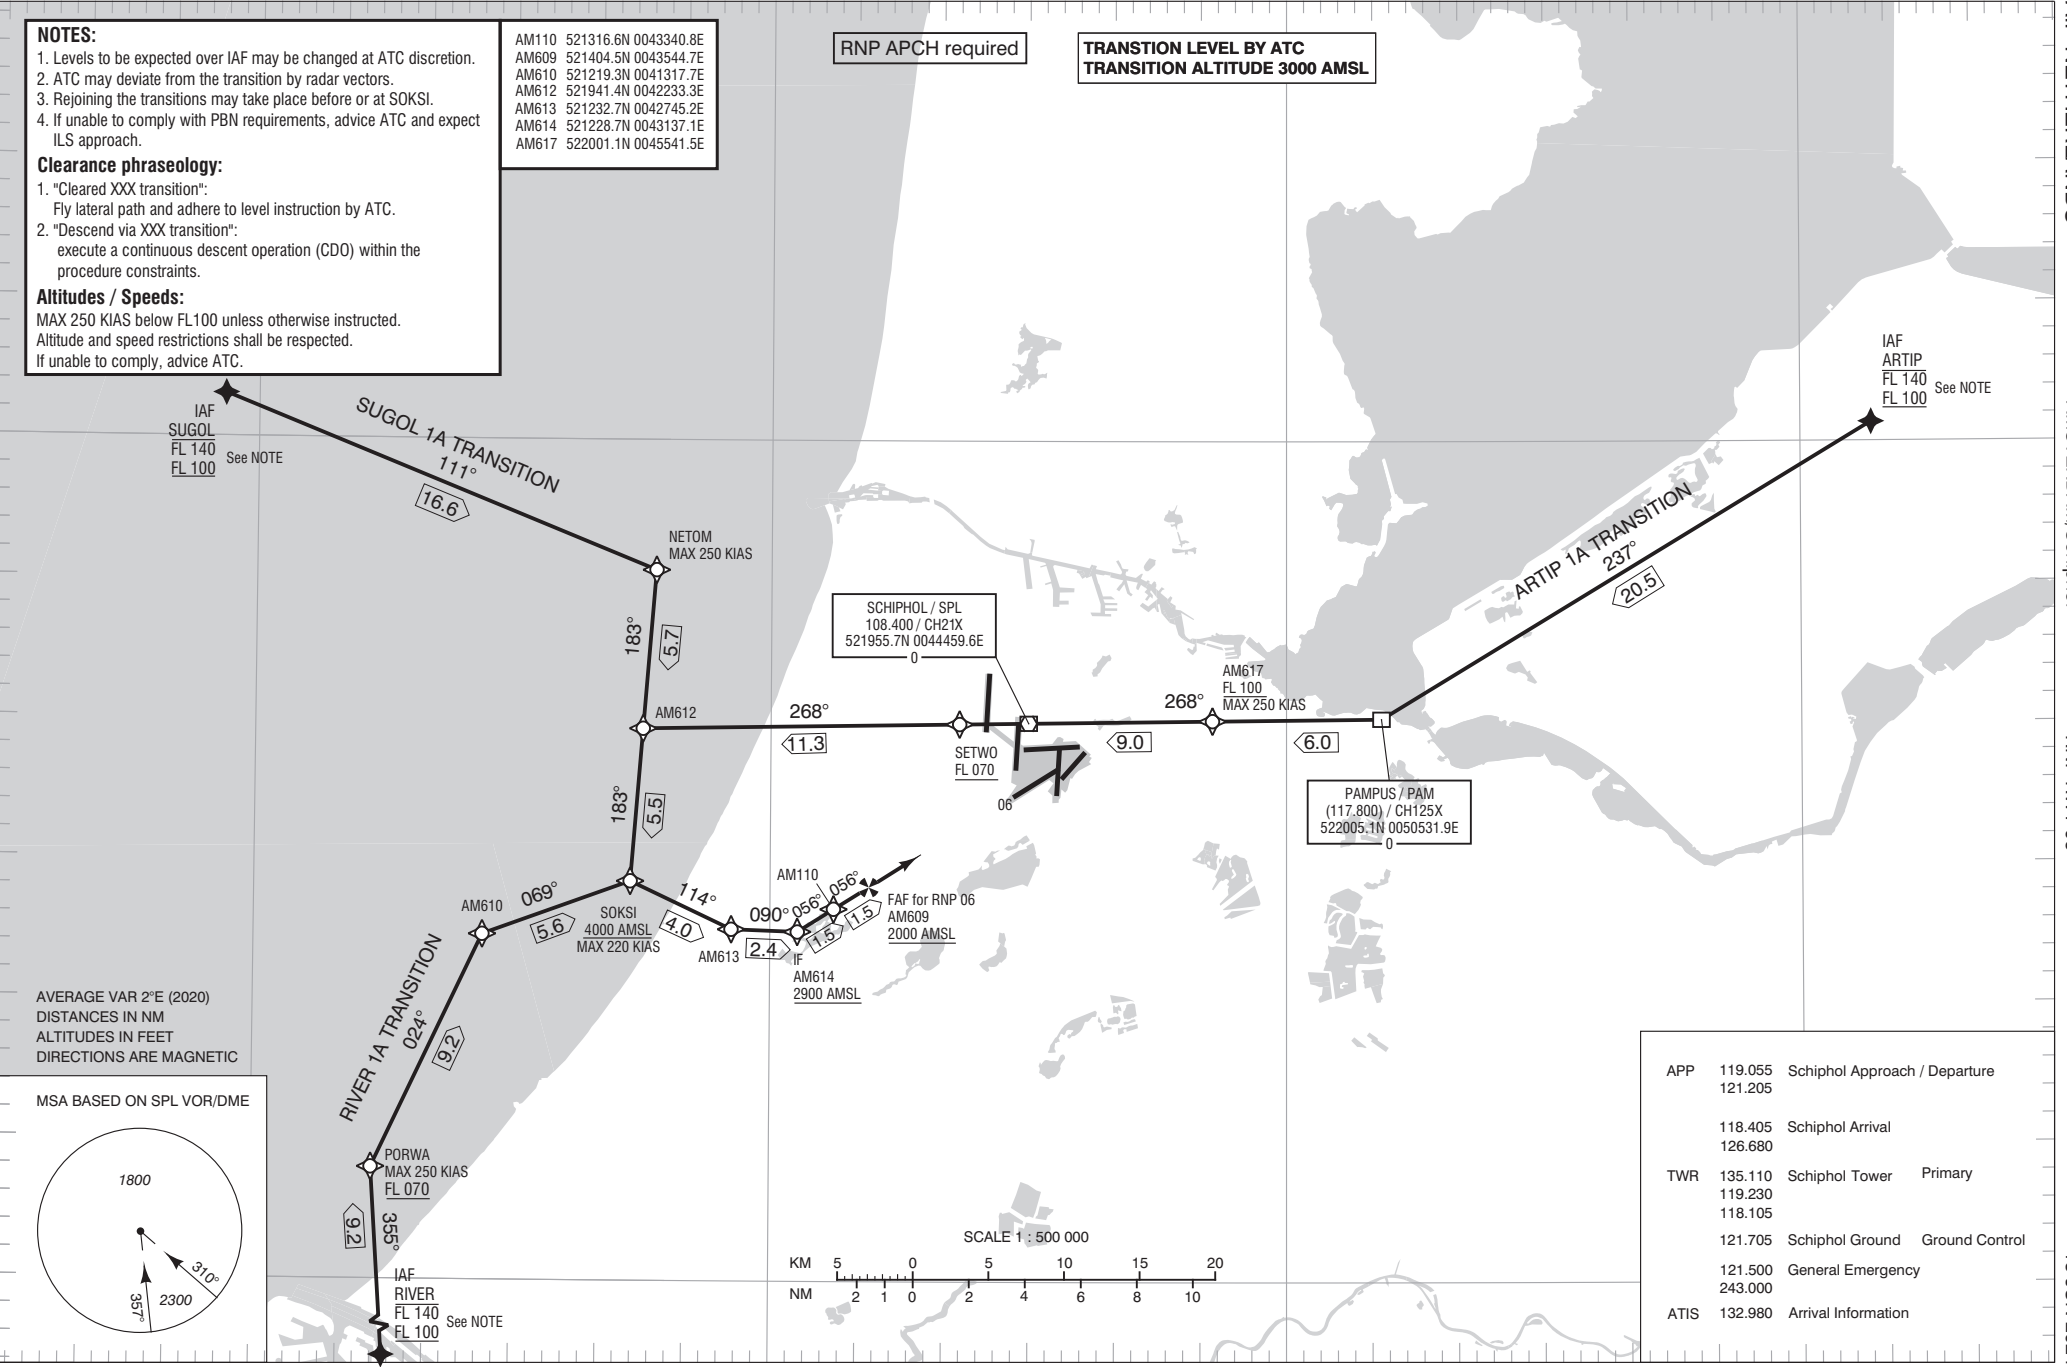 NOTES:
1. Levels to be expected over IAF may be changed at ATC discretion.
2. ATC may deviate from the transition by radar vectors.
3. Rejoining the transitions may take place before or at SOKSI.
4. If unable to comply with PBN requirements, advice ATC and expect
ILS approach.
Clearance phraseology:
1. "Cleared XXX transition":
Fly lateral path and adhere to level instruction by ATC.
2. "Descend via XXX transition":
execute a continuous descent operation (CDO) within the
procedure constraints.
Altitudes / Speeds:
MAX 250 KIAS below FL100 unless otherwise instructed.
Altitude and speed restrictions shall be respected.
If unable to comply, advice ATC.
AM110 521316.6N 0043340.8E
AM609 521404.5N 0043544.7E
AM610 521219.3N 0041317.7E
AM612 521941.4N 0042233.3E
AM613 521232.7N 0042745.2E
AM614 521228.7N 0043137.1E
AM617 522001.1N 0045541.5E
RNP APCH required
TRANSTION LEVEL BY ATC
TRANSITION ALTITUDE 3000 AMSL
IAF
ARTIP
FL 140
FL 100
See NOTE
IAF
SUGOL
FL 140
FL 100
See NOTE
SUGOL 1A TRANSITION
111°
16.6
NETOM
MAX 250 KIAS
ARTIP 1A TRANSITION
237°
20.5
183°
5.7
SCHIPHOL / SPL
108.400 / CH21X
521955.7N 0044459.6E
0
AM617
FL 100
MAX 250 KIAS
AM612
268°
11.3
268°
9.0
6.0
SETWO
FL 070
06
PAMPUS / PAM
(117.800) / CH125X
522005.1N 0050531.9E
0
183°
5.5
AM610
069°
5.6
SOKSI
4000 AMSL
MAX 220 KIAS
114°
4.0
AM613
090°
2.4
AM110
056°
1.5
056°
1.5
IF
AM614
2900 AMSL
FAF for RNP 06
AM609
2000 AMSL
RIVER 1A TRANSITION
024°
9.2
AVERAGE VAR 2°E (2020)
DISTANCES IN NM
ALTITUDES IN FEET
DIRECTIONS ARE MAGNETIC
MSA BASED ON SPL VOR/DME
1800
310°
357°
2300
PORWA
MAX 250 KIAS
FL 070
355°
9.2
IAF
RIVER
FL 140
FL 100
See NOTE
SCALE 1 : 500 000
KM 5 0 5 10 15 20
NM 2 1 0 2 4 6 8 10
APP 119.055 Schiphol Approach / Departure
121.205
118.405 Schiphol Arrival
126.680
TWR 135.110 Schiphol Tower Primary
119.230
118.105
121.705 Schiphol Ground Ground Control
121.500 General Emergency
243.000
ATIS 132.980 Arrival Information